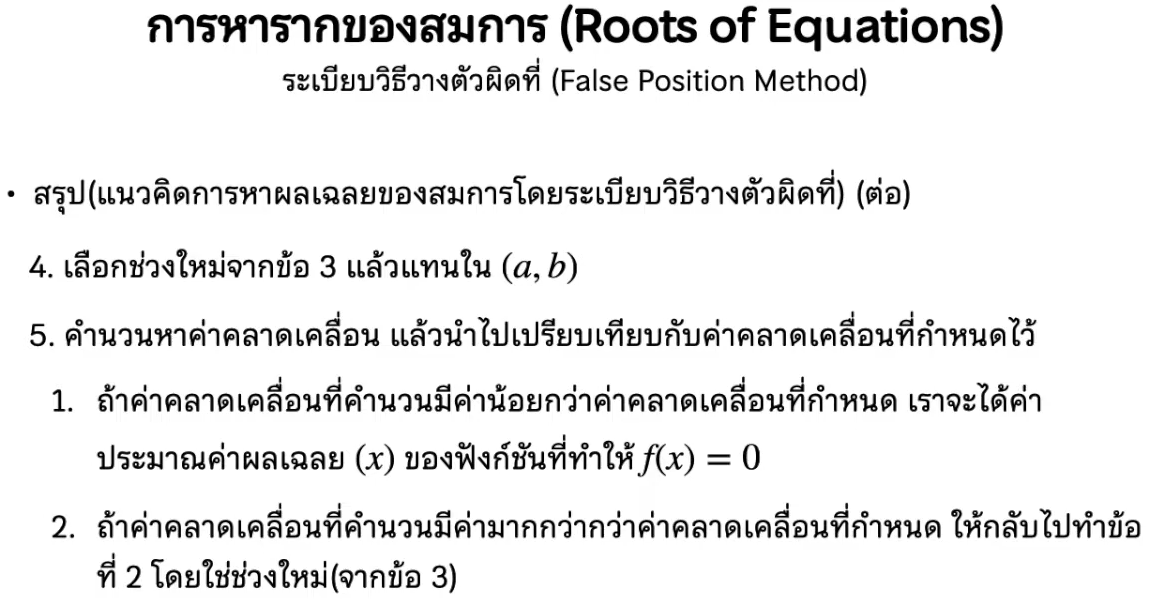 การหารากของสมการ (Roots of Equations)
ระเบียบวิธีวางตัวผิดที่ (False Position Method)
• สรุป(แนวคิดการหาผลเฉลยของสมการโดยระเบียบวิธีวางตัวผิดที่) (ต่อ)
4. เลือกช่วงใหม่จากข้อ 3 แล้วแทนใน (a, b)
5. คำนวนหาค่าคลาดเคลื่อน แล้วนำไปเปรียบเทียบกับค่าคลาดเคลื่อนที่กำหนดไว้
1. ถ้าค่าคลาดเคลื่อนที่คำนวนมีค่าน้อยกว่าค่าคลาดเคลื่อนที่กำหนด เราจะได้ค่า
ประมาณค่าผลเฉลย (x) ของฟังก์ชันที่ทำให้ f(x) = 0
2. ถ้าค่าคลาดเคลื่อนที่คำนวนมีค่ามากกว่ากว่าค่าคลาดเคลื่อนที่กำหนด ให้กลับไปทำข้อ
ที่ 2 โดยใช่ช่วงใหม่(จากข้อ 3)